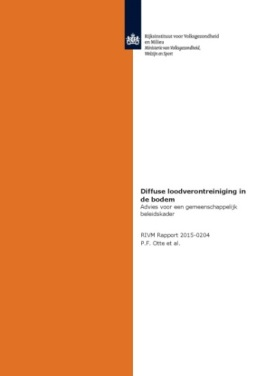 Rijksinstituut voor Volksgezondheid
en Milieu
Ministerie van Volksgezondheid,
Welzijn en Sport
Diffuse loodverontreiniging in
de bodem
Advies voor een gemeenschappelijk
beleidskader
RIVM Rapport 2015-0204
P.F. Otte et al.